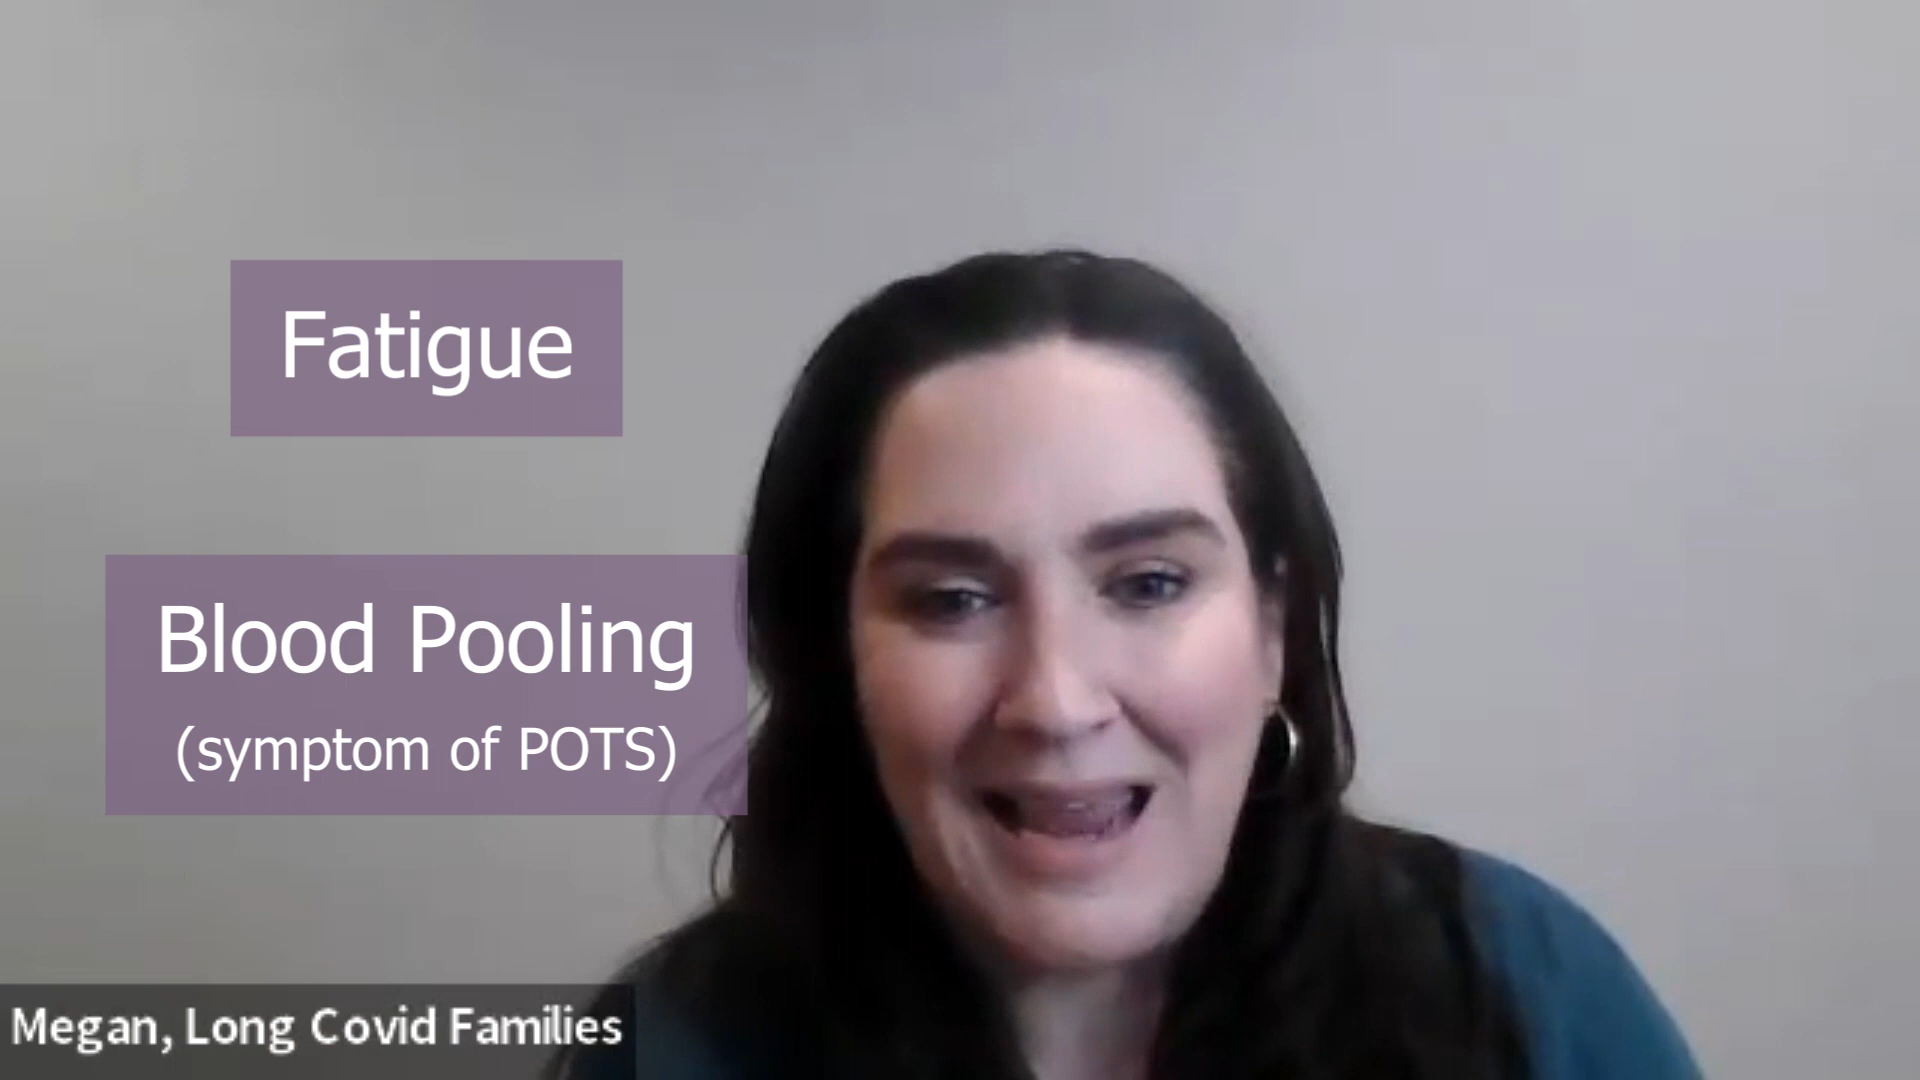 Fatigue
Blood Pooling
(symptom of POTS)
Megan, Long Covid Families